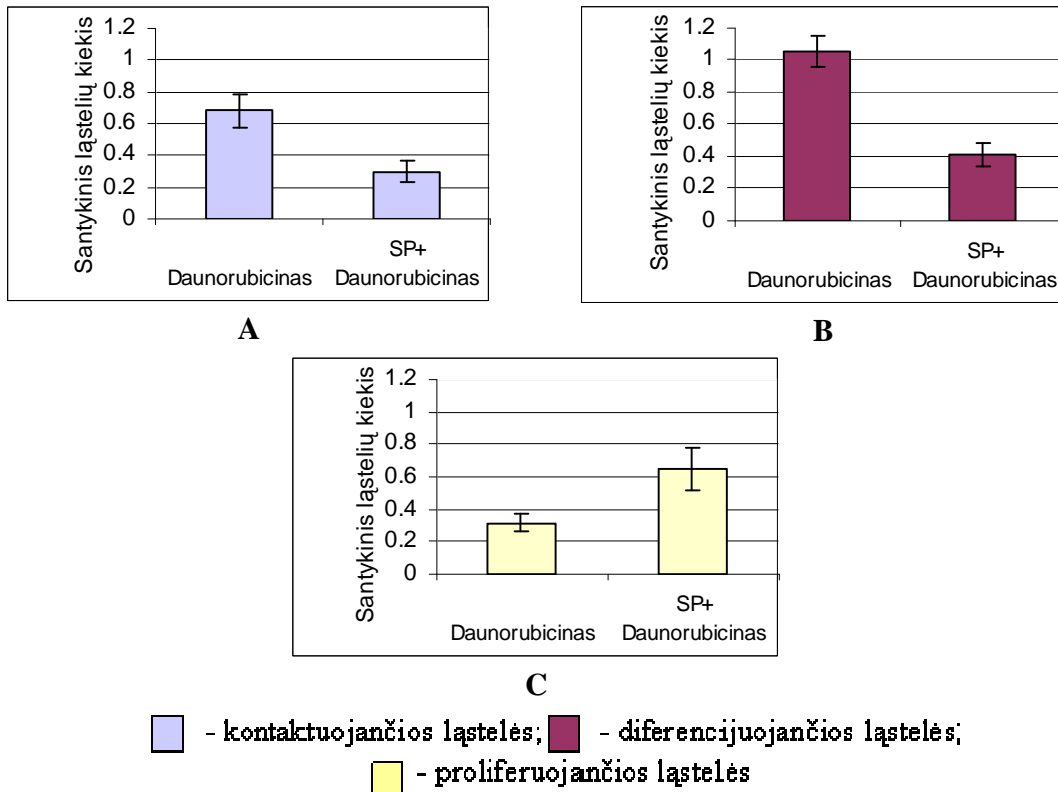 Santykinis ląstelių kiekis
1.2
1
0.8
0.6
0.4
0.2
0
Daunorubicinas
SP+
Daunorubicinas
A
Santykinis ląstelių kiekis
1.2
1
0.8
0.6
0.4
0.2
0
Daunorubicinas
SP+
Daunorubicinas
B
Santykinis ląstelių kiekis
1.2
1
0.8
0.6
0.4
0.2
0
Daunorubicinas
SP+
Daunorubicinas
C
- kontaktuojančios ląstelės; - diferencijuojančios ląstelės;
- proliferuojančios ląstelės